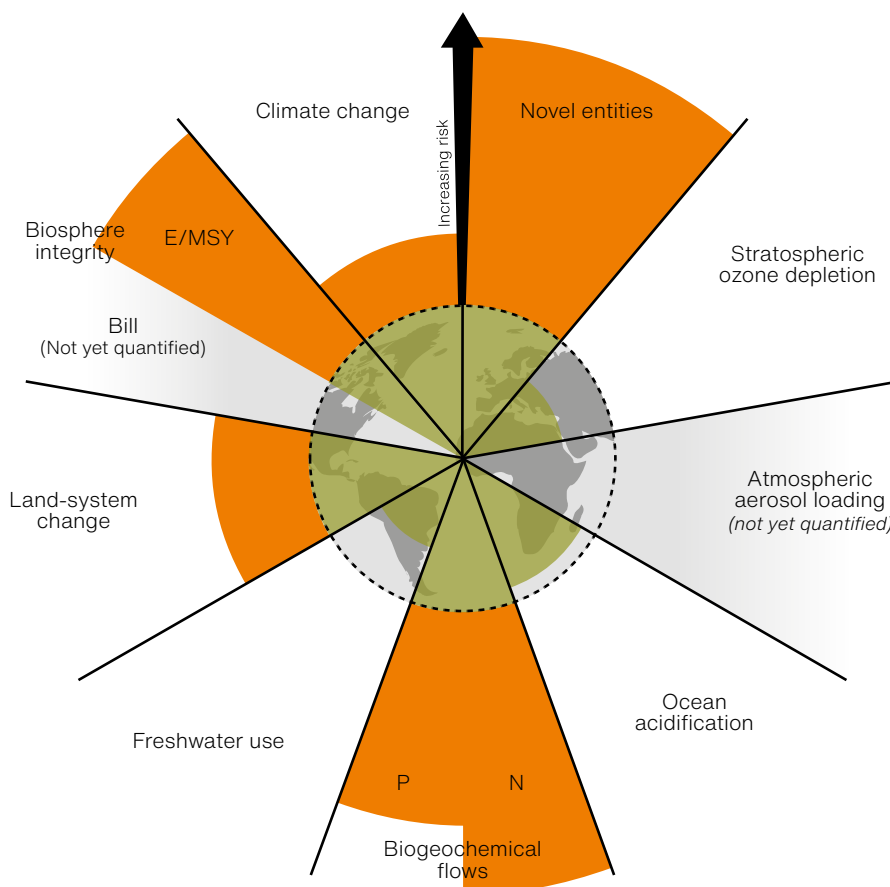 Climate change
Increasing risk
Novel entities
Biosphere
integrity
E/MSY
Stratospheric
ozone depletion
Bill
(Not yet quantified)
Land-system
change
Atmospheric
aerosol loading
(not yet quantified)
Freshwater use
Ocean
acidification
P
N
Biogeochemical
flows